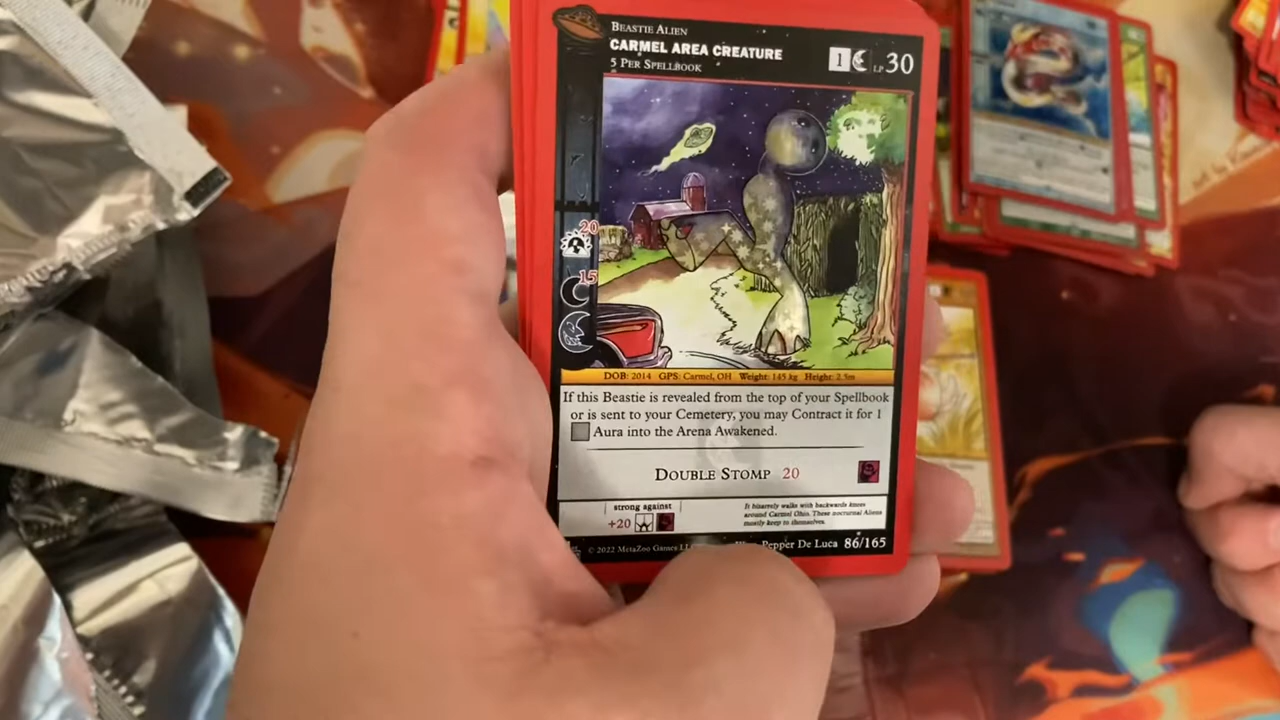 BEASTIE ALIEN
CARMEL AREA CREATURE
5 PER SPELLBOOK
1
LP 30
20
15
DOB: 2014 GPS: Carmel, OH Weight: 145 kg Height: 2.5m
If this Beastie is revealed from the top of your Spellbook
or is sent to your Cemetery, you may Contract it for 1
Aura into the Arena Awakened.
DOUBLE STOMP 20
strong against
+20
It bizarrely walks with backwards knees
around Carmel Ohio. These nocturnal Aliens
mostly keep to themselves.
© 2022 MetaZoo Games
Pepper De Luca 86/165